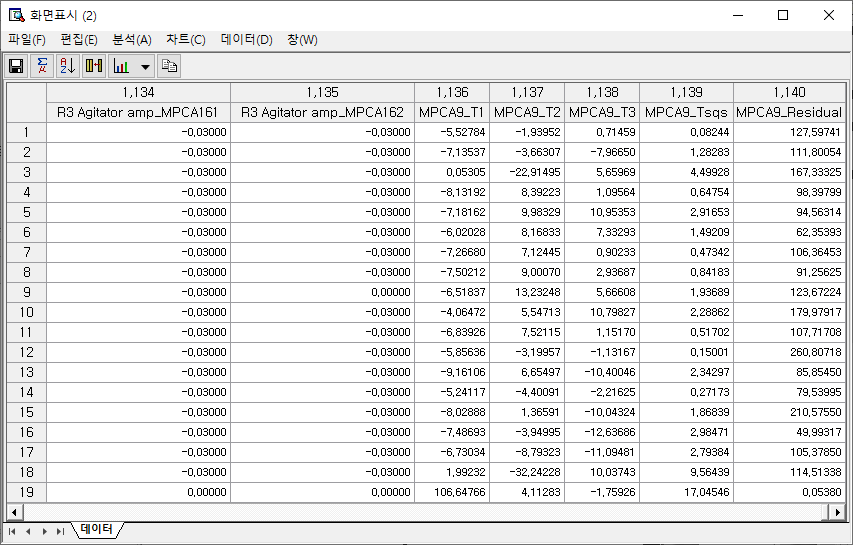 화면표시 (2)
파일(F) 편집(E) 분석(A) 차트(C) 데이터(D) 창(W)
1,134 1,135 1,136 1,137 1,138 1,139 1,140
R3 Agitator amp_MPCA161 R3 Agitator amp_MPCA162 MPCA9_T1 MPCA9_T2 MPCA9_T3 MPCA9_Tsqs MPCA9_Residual
1 -0,03000 -0,03000 -5,52784 -1,93952 0,71459 0,08244 127,59741
2 -0,03000 -0,03000 -7,13537 -3,66307 -7,96650 1,28283 111,80054
3 -0,03000 -0,03000 0,05305 -22,91495 5,65969 4,49928 167,33325
4 -0,03000 -0,03000 -8,13192 8,39223 1,09564 0,64754 98,39799
5 -0,03000 -0,03000 -7,18162 9,98329 10,95353 2,91653 94,56314
6 -0,03000 -0,03000 -6,02028 8,16833 7,33293 1,49209 62,35393
7 -0,03000 -0,03000 -7,26680 7,12445 0,90233 0,47342 106,36453
8 -0,03000 -0,03000 -7,50212 9,00070 2,93687 0,84183 91,25625
9 -0,03000 0,00000 -6,51837 13,23248 5,66608 1,93689 123,67224
10 -0,03000 -0,03000 -4,06472 5,54713 10,79827 2,28862 179,97917
11 -0,03000 -0,03000 -6,83926 7,52115 1,15170 0,51702 107,71708
12 -0,03000 -0,03000 -5,85636 -3,19957 -1,13167 0,15001 260,80718
13 -0,03000 -0,03000 -9,16106 6,65497 -10,40046 2,34297 85,85450
14 -0,03000 -0,03000 -5,24117 -4,40091 -2,21625 0,27173 79,53995
15 -0,03000 -0,03000 -8,02888 1,36591 -10,04324 1,86839 210,57550
16 -0,03000 -0,03000 -7,48693 -3,94995 -12,63686 2,98471 49,99317
17 -0,03000 -0,03000 -6,73034 -8,79323 -11,09481 2,79384 105,37850
18 -0,03000 -0,03000 1,99232 -32,24228 10,03743 9,56439 114,51338
19 0,00000 0,00000 106,64766 4,11283 -1,75926 17,04546 0,05380
데이터